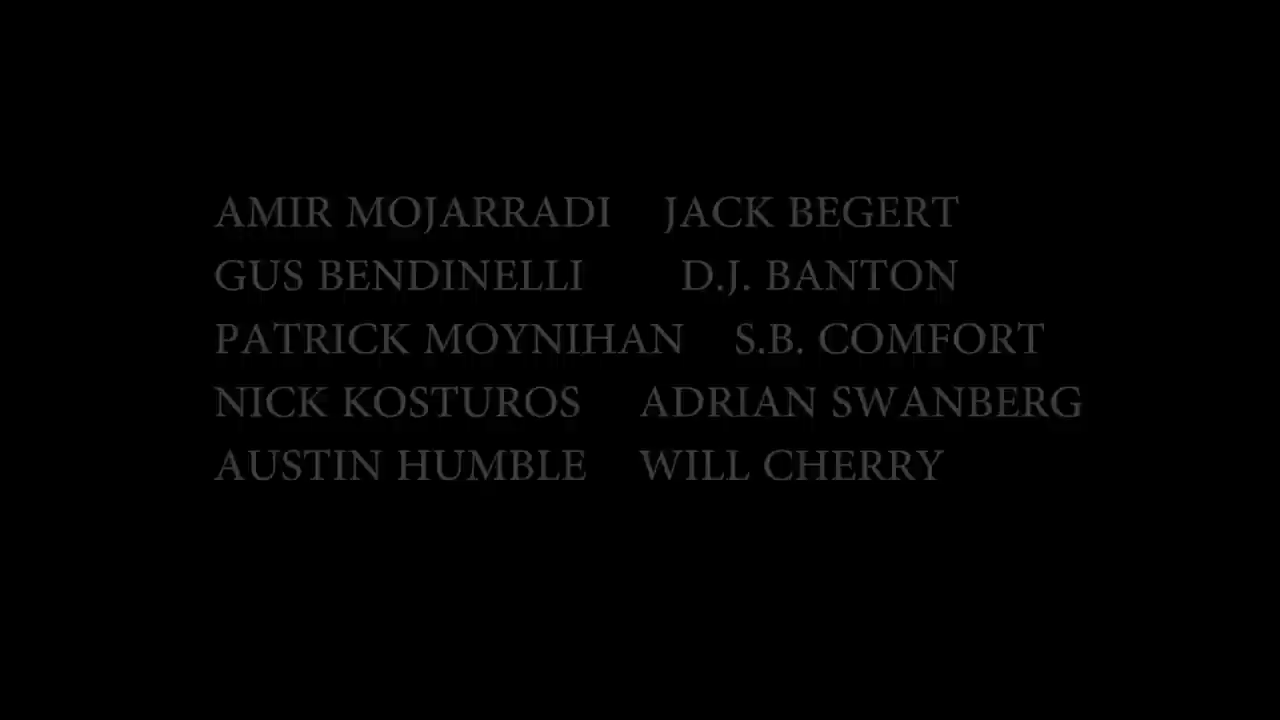 AMIR MOJARRADI JACK BEGERT
GUS BENDINELLI D.J. BANTON
PATRICK MOYNIHAN S.B. COMFORT
NICK KOSTUROS ADRIAN SWANBERG
AUSTIN HUMBLE WILL CHERRY